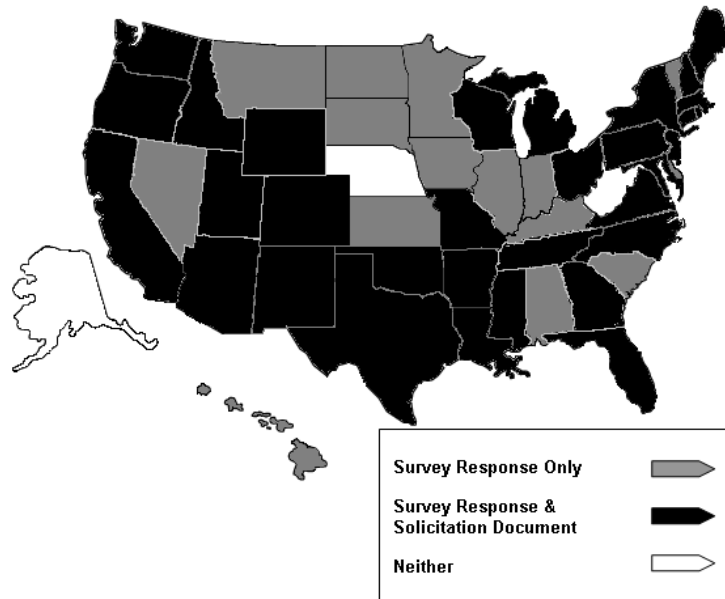 Survey Response Only
Survey Response &
Solicitation Document
Neither